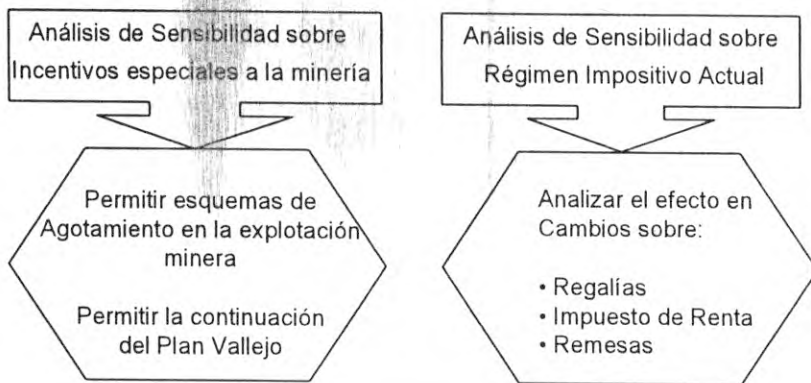 Análisis de Sensibilidad sobre
Incentivos especiales a la minería
Permitir esquemas de
Agotamiento en la explotación
minera
Permitir la continuación
del Plan Vallejo
Análisis de Sensibilidad sobre
Régimen Impositivo Actual
Analizar el efecto en
Cambios sobre:
• Regalías
• Impuesto de Renta
• Remesas